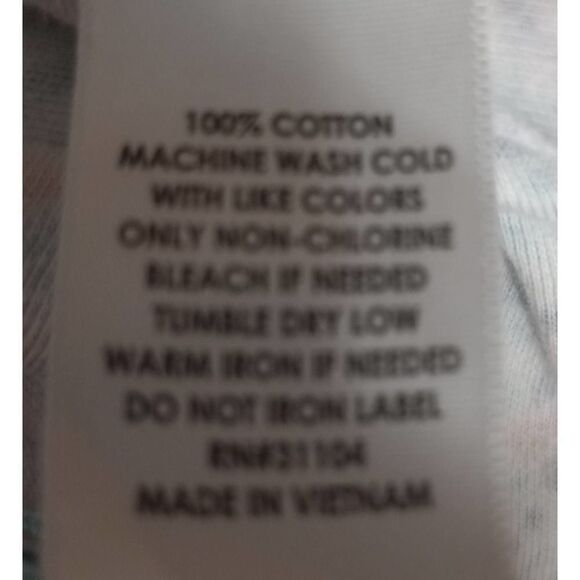 100% COTTON
MACHINE WASH COLD
WITH LIKE COLORS
ONLY NON-CHLORINE
BLEACH IF NEEDED
TUMBLE DRY LOW
WARM IRON IF NEEDED
DO NOT IRON LABEL
RN#31104
MADE IN VIETNAM